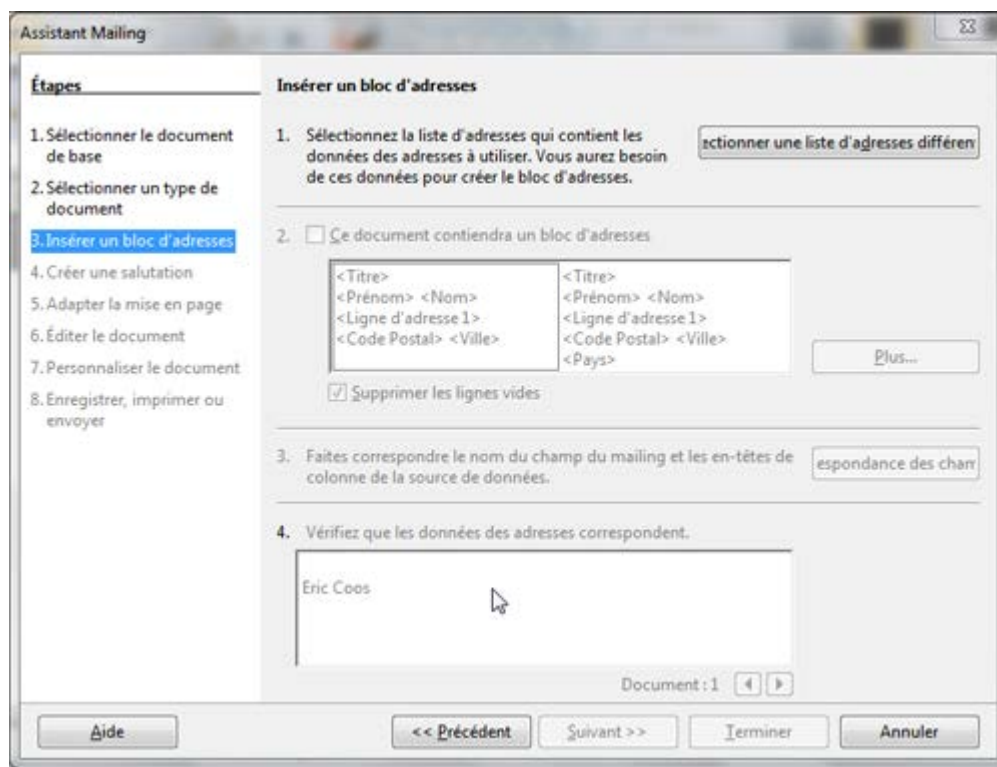 Assistant Mailing
Étapes
1. Sélectionner le document
de base
2. Sélectionner un type de
document
3. Insérer un bloc d'adresses
4. Créer une salutation
5. Adapter la mise en page
6. Éditer le document
7. Personnaliser le document
8. Enregistrer, imprimer ou
envoyer
Insérer un bloc d'adresses
1. Sélectionnez la liste d'adresses qui contient les
données des adresses à utiliser. Vous aurez besoin
de ces données pour créer le bloc d'adresses.
ectionner une liste d'adresses différen
2. Ce document contiendra un bloc d'adresses
<Titre>
<Prénom> <Nom>
<Ligne d'adresse 1>
<Code Postal> <Ville>
<Titre>
<Prénom> <Nom>
<Ligne d'adresse 1>
<Code Postal> <Ville>
<Pays>
Plus...
Supprimer les lignes vides
3. Faites correspondre le nom du champ du mailing et les en-têtes de
colonne de la source de données.
espondance des cham
4. Vérifiez que les données des adresses correspondent.
Eric Coos
Document : 1
Aide
<< Précédent
Suivant >>
Terminer
Annuler